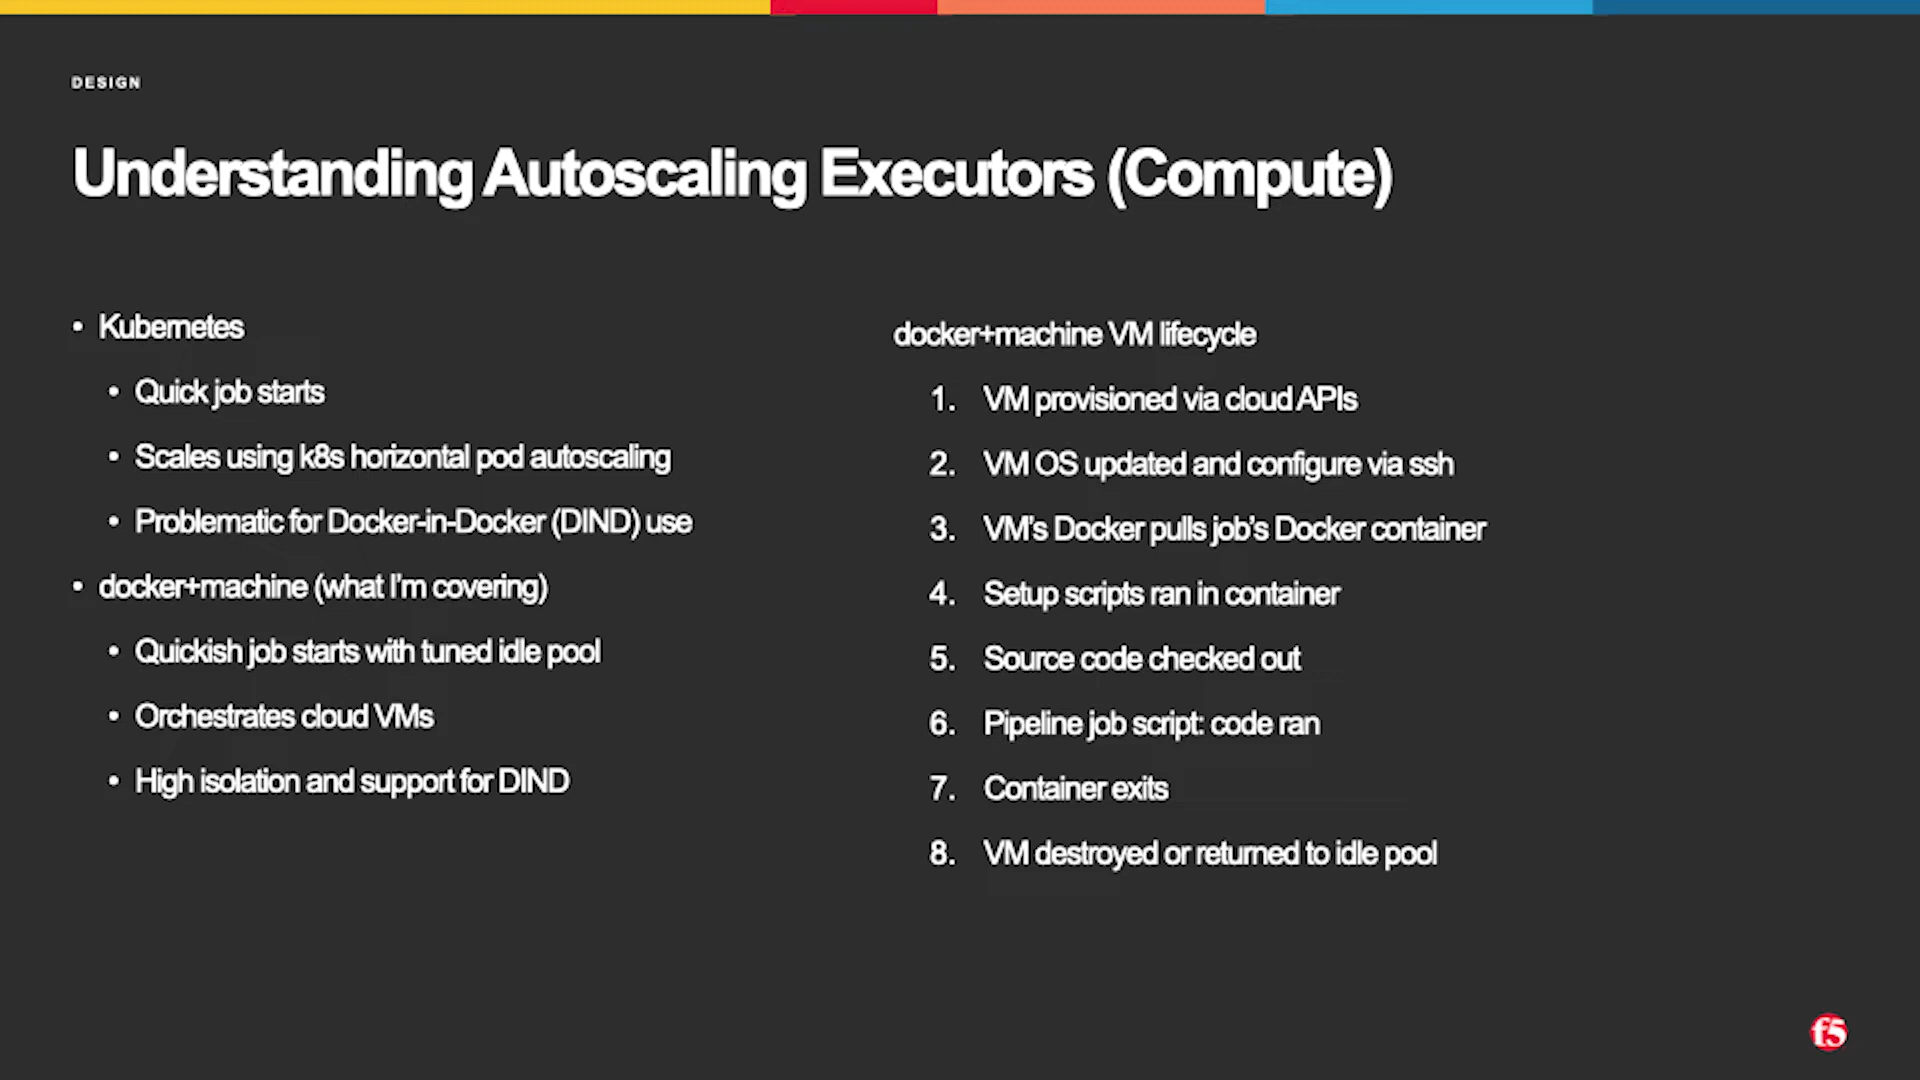 DESIGN
Understanding Autoscaling Executors (Compute)
• Kubernetes
• Quick job starts
• Scales using k8s horizontal pod autoscaling
• Problematic for Docker-in-Docker (DIND) use
• docker+machine (what I'm covering)
• Quickish job starts with tuned idle pool
• Orchestrates cloud VMs
• High isolation and support for DIND
docker+machine VM lifecycle
1. VM provisioned via cloud APIs
2. VM OS updated and configure via ssh
3. VM's Docker pulls job's Docker container
4. Setup scripts ran in container
5. Source code checked out
6. Pipeline job script: code ran
7. Container exits
8. VM destroyed or returned to idle pool
f5